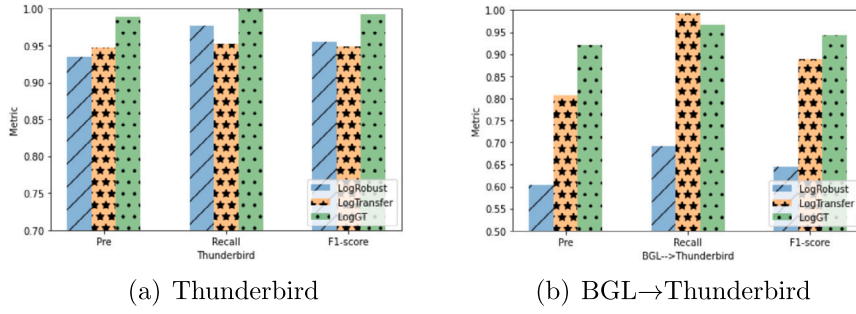 1.00
0.95
0.90
0.85
0.80
0.75
0.70
Metric
Pre
Recall
F1-score
Thunderbird
LogRobust
LogTransfer
LogGT
(a) Thunderbird
1.00
0.95
0.90
0.85
0.80
0.75
0.70
0.65
0.60
0.55
0.50
Metric
Pre
Recall
F1-score
BGL-->Thunderbird
LogRobust
LogTransfer
LogGT
(b) BGL→Thunderbird